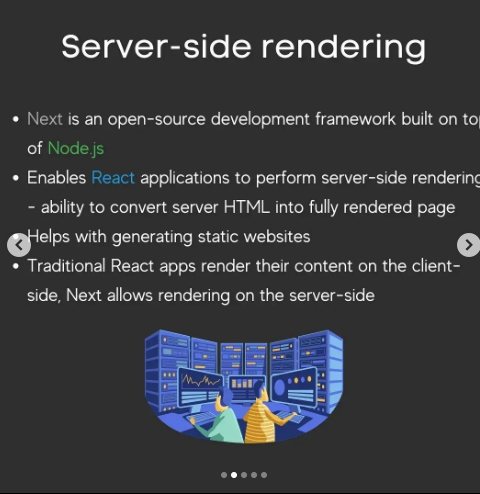 Server-side rendering
• Next is an open-source development framework built on
of Node.js
• Enables React applications to perform server-side rendering
- ability to convert server HTML into fully rendered page
Helps with generating static websites
• Traditional React apps render their content on the client-
side, Next allows rendering on the server-side